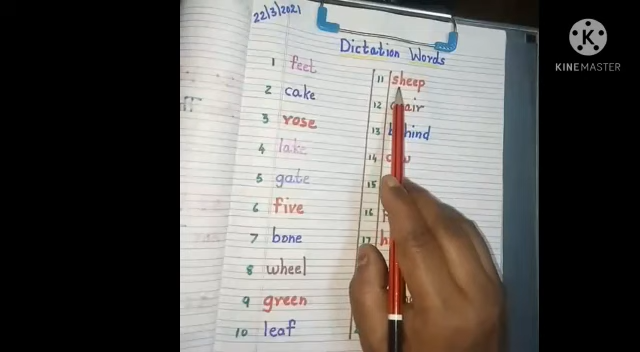 22/3/2021
Dictation Words
1 feet
2 cake
3 rose
4 lake
5 gate
6 five
7 bone
8 wheel
9 green
10 leaf
11 sheep
12
13 behind
14
15
16
17
KINEMASTER